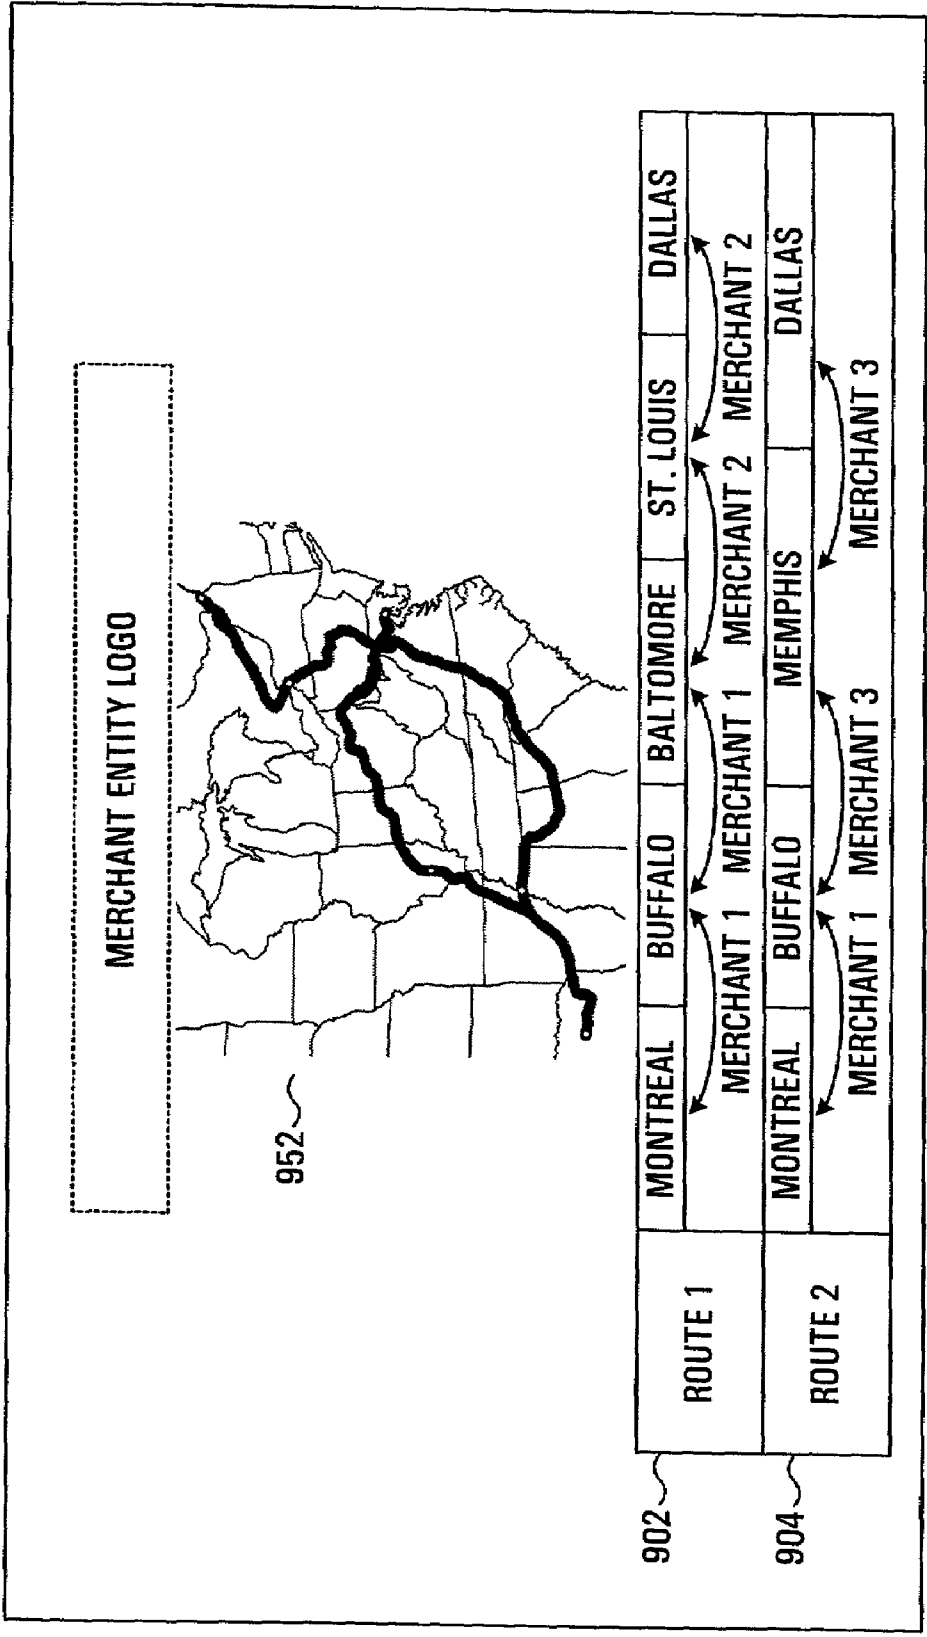 MERCHANT ENTITY LOGO
952
902
ROUTE 1
MONTREAL
BUFFALO
BALTOMORE
ST. LOUIS
DALLAS
MERCHANT 1
MERCHANT 1
MERCHANT 2
MERCHANT 2
904
ROUTE 2
MONTREAL
BUFFALO
MEMPHIS
DALLAS
MERCHANT 1
MERCHANT 3
MERCHANT 3